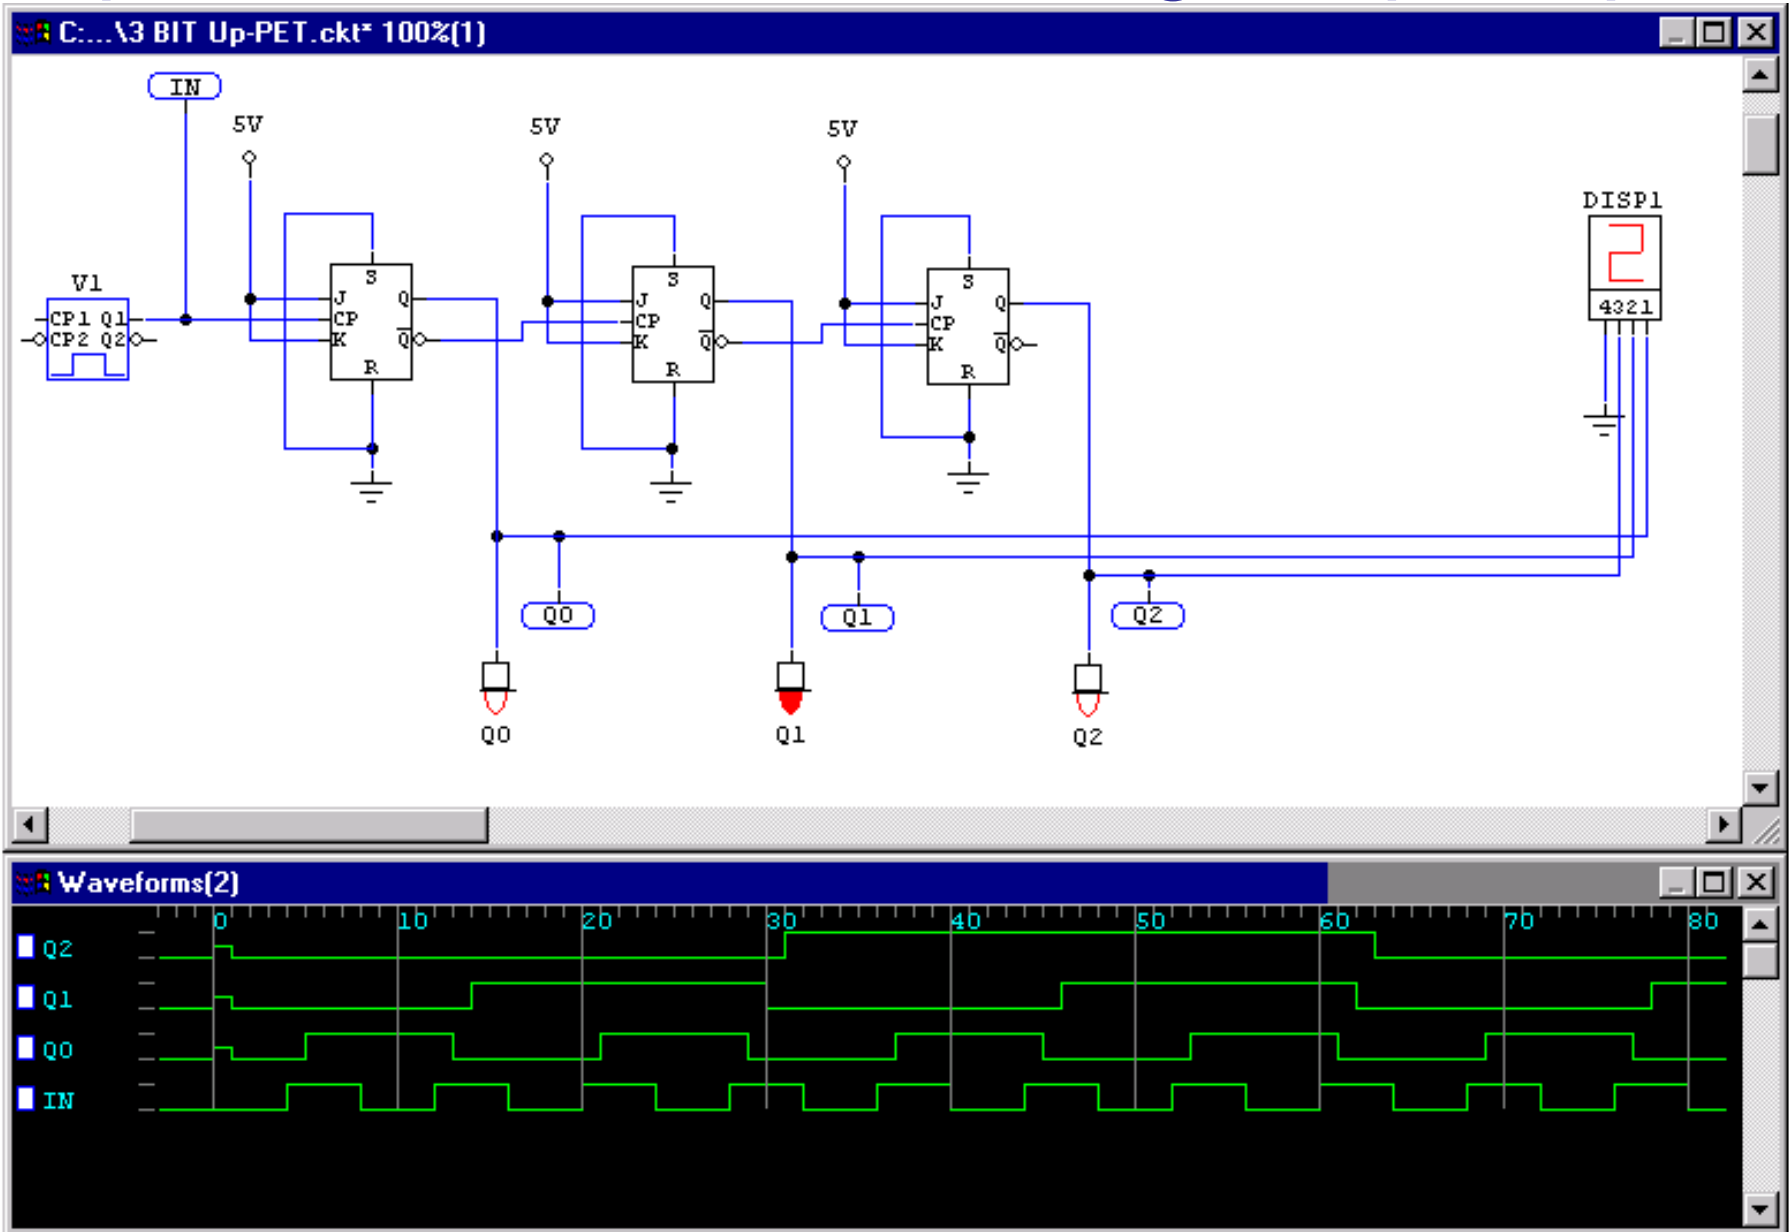 C:...\3 BIT Up-PET.ckt* 100%(1)
IN
5V
5V
5V
DISP1
2
4321
V1
CP1 Q1
CP2 Q2
S
J Q
CP
K Q
R
S
J Q
CP
K Q
R
S
J Q
CP
K Q
R
Q0
Q1
Q2
Q0
Q1
Q2
Waveforms(2)
0 10 20 30 40 50 60 70 80
Q2
Q1
Q0
IN